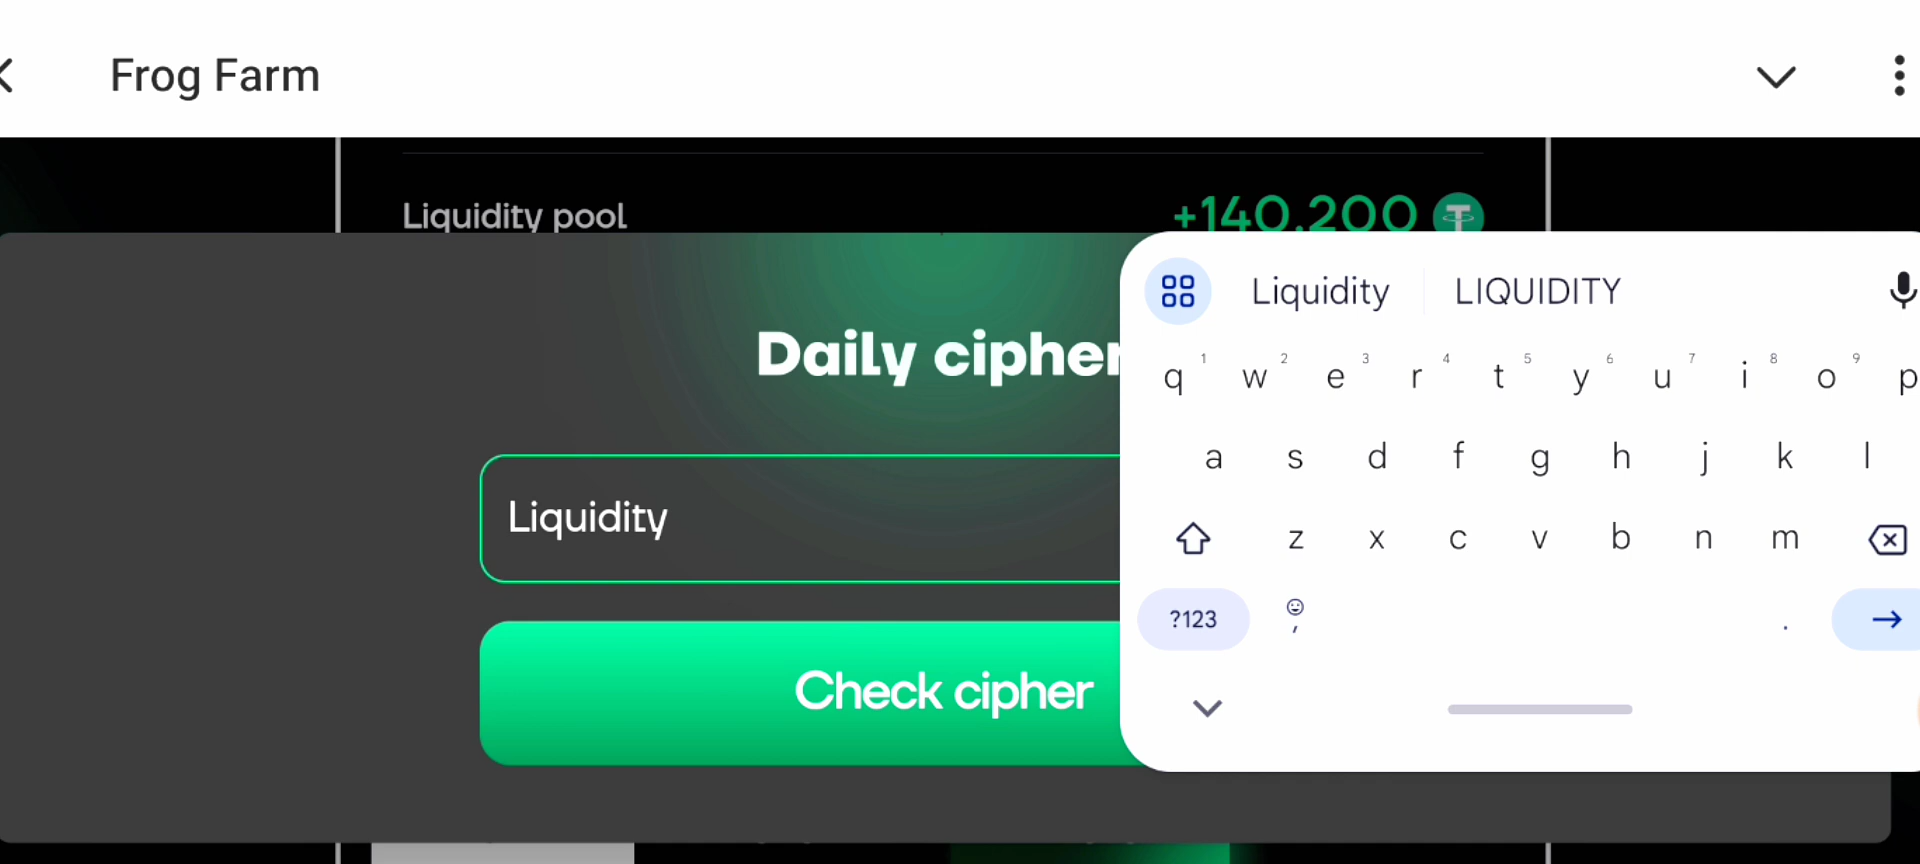 Frog Farm
Liquidity pool +140.200
Daily cipher
Liquidity LIQUIDITY
q 1 w 2 e 3 r 4 t 5 y 6 u 7 i 8 o 9 p
a s d f g h j k l
Liquidity
z x c v b n m
?123 , .
Check cipher